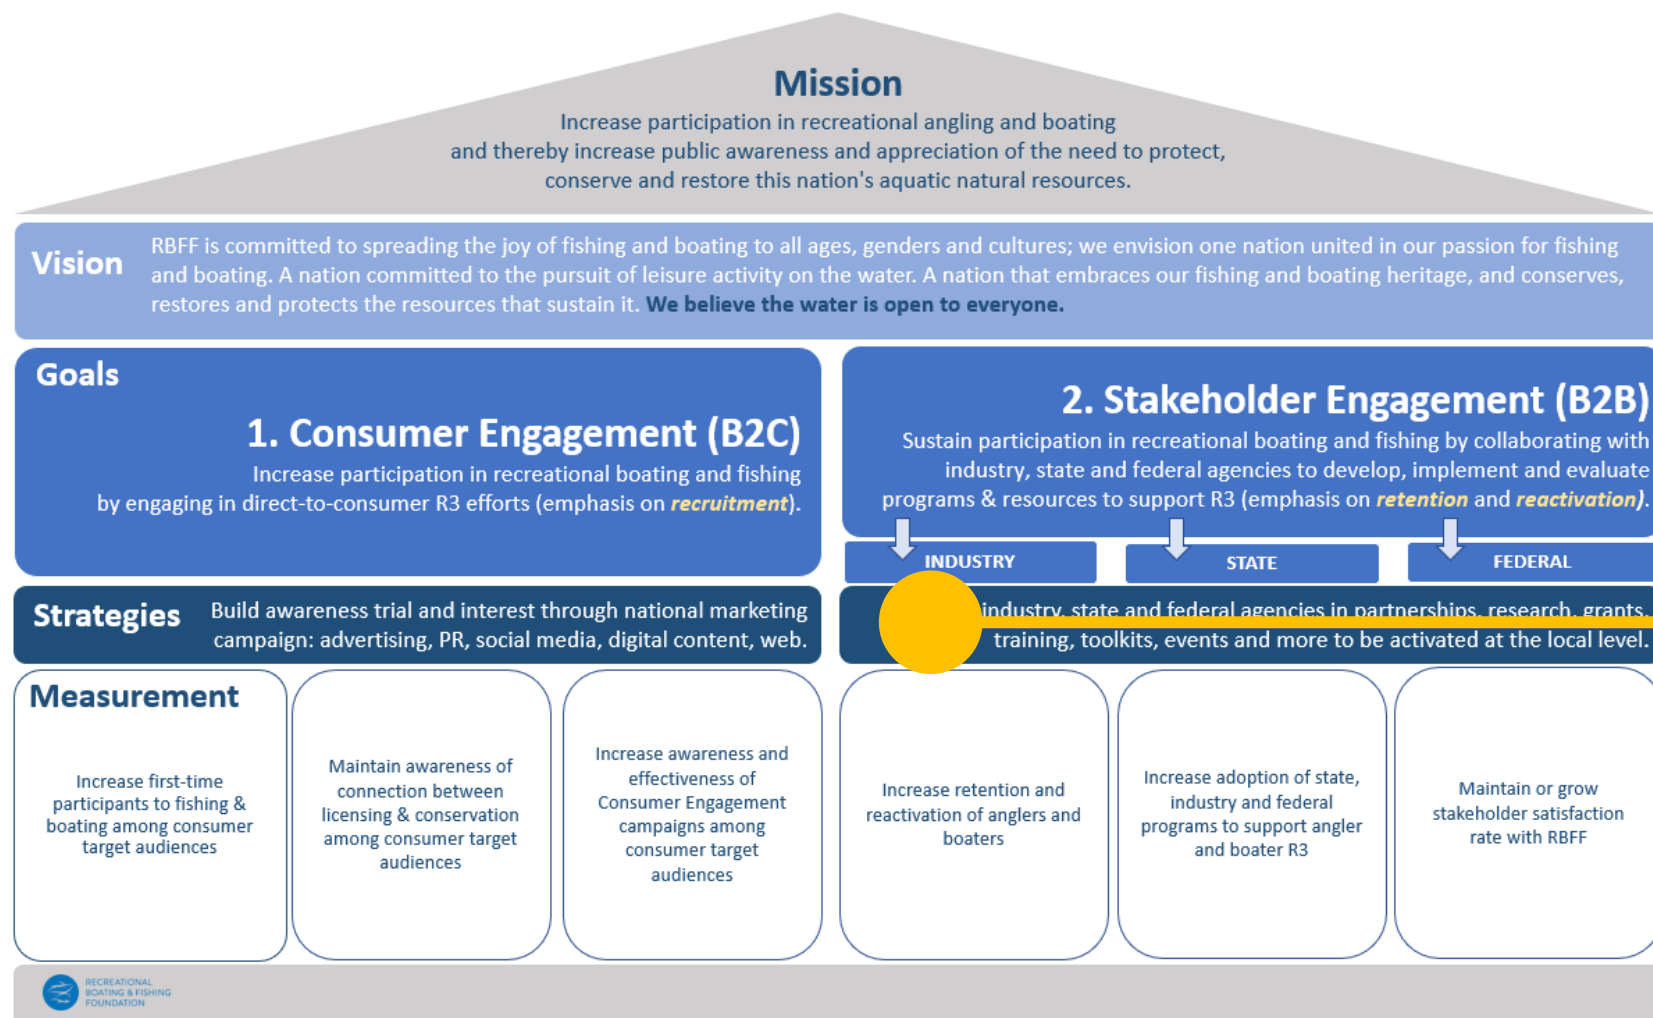 Mission
Increase participation in recreational angling and boating
and thereby increase public awareness and appreciation of the need to protect,
conserve and restore this nation's aquatic natural resources.
Vision
RBFF is committed to spreading the joy of fishing and boating to all ages, genders and cultures; we envision one nation united in our passion for fishing
and boating. A nation committed to the pursuit of leisure activity on the water. A nation that embraces our fishing and boating heritage, and conserves,
restores and protects the resources that sustain it. We believe the water is open to everyone.
Goals
1. Consumer Engagement (B2C)
Increase participation in recreational boating and fishing
by engaging in direct-to-consumer R3 efforts (emphasis on recruitment).
2. Stakeholder Engagement (B2B)
Sustain participation in recreational boating and fishing by collaborating with
industry, state and federal agencies to develop, implement and evaluate
programs & resources to support R3 (emphasis on retention and reactivation).
INDUSTRY
STATE
FEDERAL
Strategies
Build awareness trial and interest through national marketing
campaign: advertising, PR, social media, digital content, web.
industry, state and federal agencies in partnerships, research, grants,
training, toolkits, events and more to be activated at the local level.
Measurement
Increase first-time
participants to fishing &
boating among consumer
target audiences
Maintain awareness of
connection between
licensing & conservation
among consumer target
audiences
Increase awareness and
effectiveness of
Consumer Engagement
campaigns among
consumer target
audiences
Increase retention and
reactivation of anglers and
boaters
Increase adoption of state,
industry and federal
programs to support angler
and boater R3
Maintain or grow
stakeholder satisfaction
rate with RBFF
RECREATIONAL
BOATING & FISHING
FOUNDATION